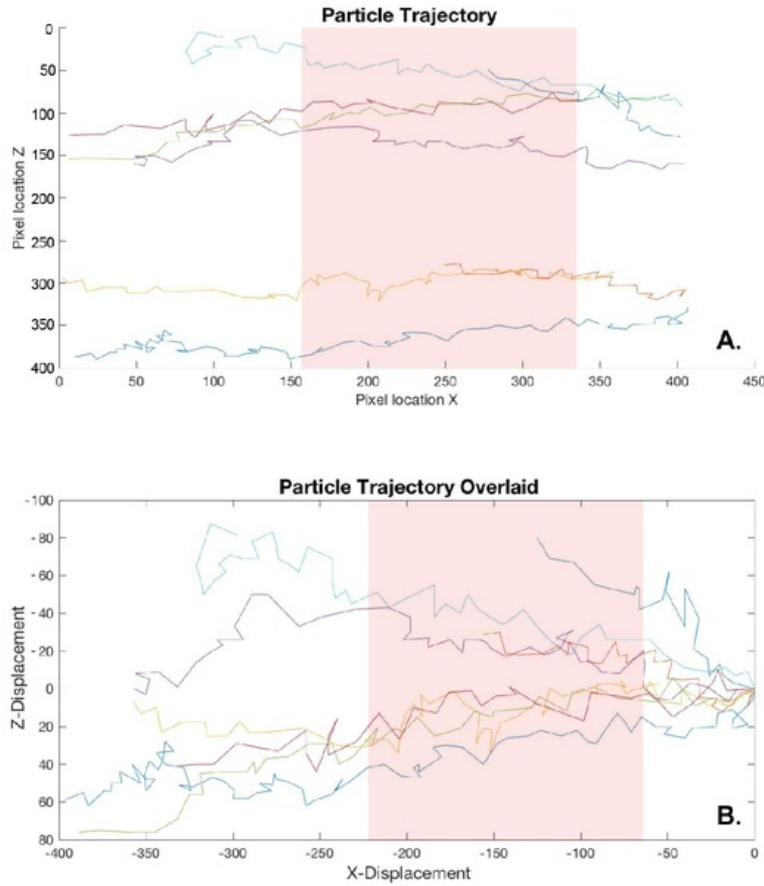 Particle Trajectory
0
50
100
150
200
250
300
350
400
Pixel location Z
A.
0 50 100 150 200 250 300 350 400 450
Pixel location X
Particle Trajectory Overlaid
-100
-80
-60
-40
-20
0
20
40
60
80
Z-Displacement
B.
-400 -350 -300 -250 -200 -150 -100 -50 0
X-Displacement